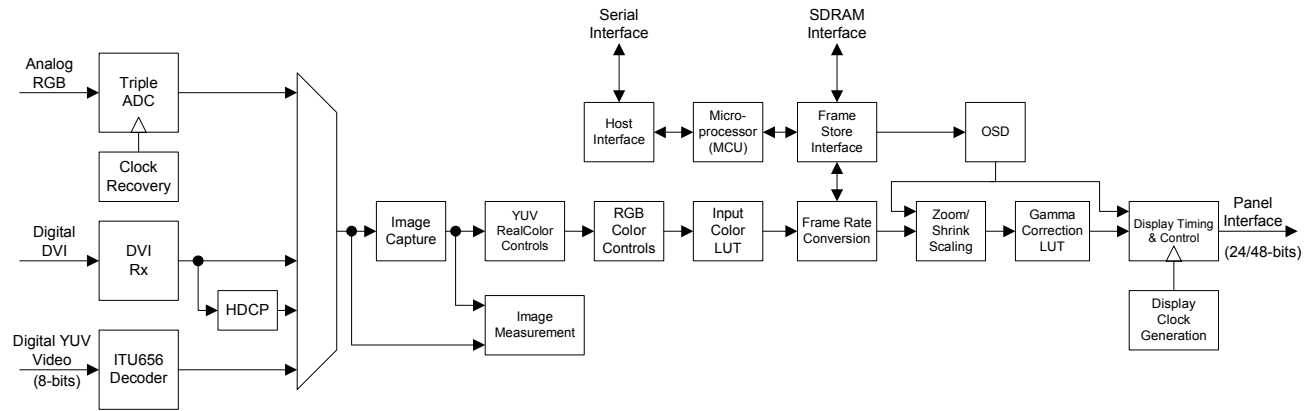 Serial
Interface
SDRAM
Interface
Analog
RGB
Triple
ADC
Clock
Recovery
Host
Interface
Micro-
processor
(MCU)
Frame
Store
Interface
OSD
Digital
DVI
DVI
Rx
HDCP
Image
Capture
YUV
RealColor
Controls
RGB
Color
Controls
Input
Color
LUT
Frame Rate
Conversion
Zoom/
Shrink
Scaling
Gamma
Correction
LUT
Display Timing
& Control
Panel
Interface
(24/48-bits)
Image
Measurement
Display
Clock
Generation
Digital YUV
Video
(8-bits)
ITU656
Decoder